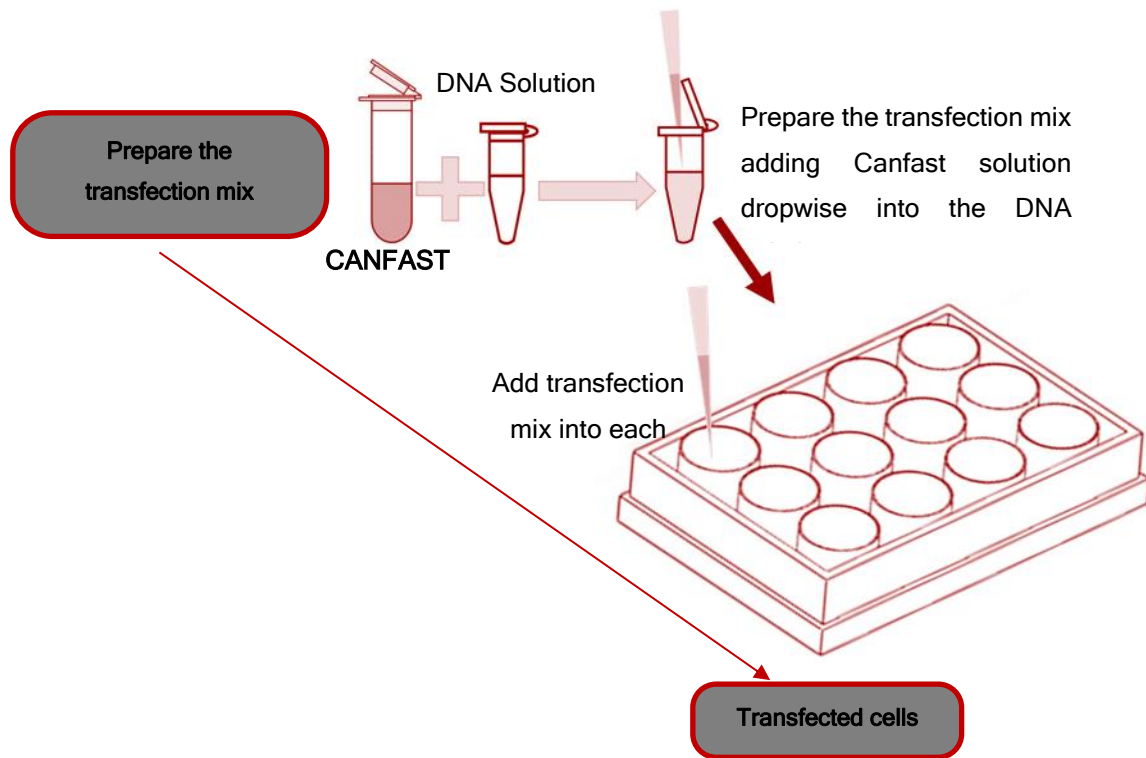 Prepare the
transfection mix
DNA Solution
CANFAST
Prepare the transfection mix
adding Canfast solution
dropwise into the DNA
Add transfection
mix into each
Transfected cells